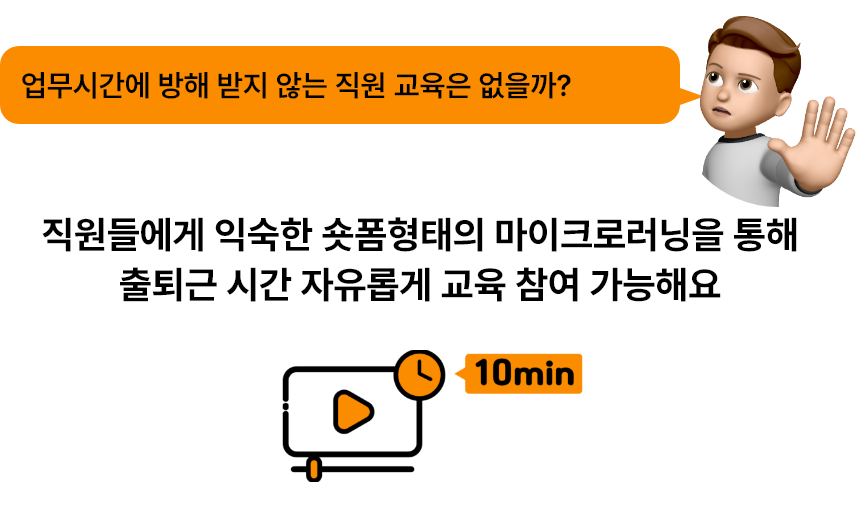 업무시간에 방해 받지 않는 직원 교육은 없을까?
직원들에게 익숙한 숏폼형태의 마이크로러닝을 통해
출퇴근 시간 자유롭게 교육 참여 가능해요
10min